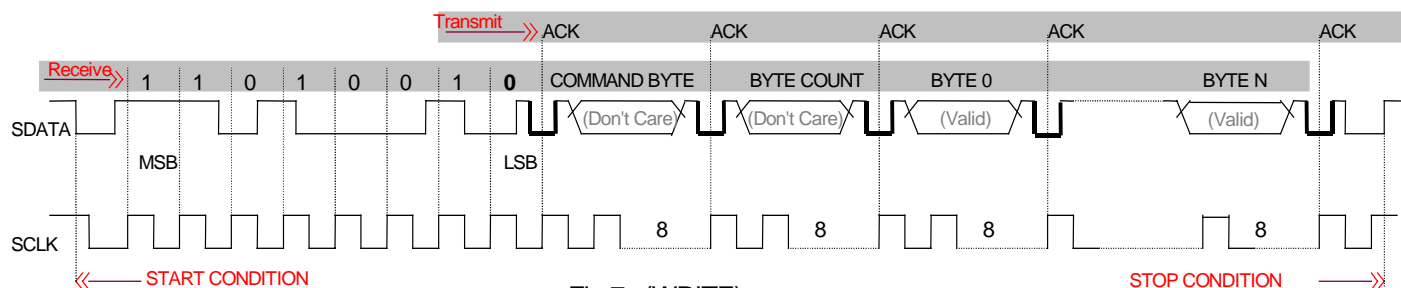 Transmit ACK ACK ACK ACK ACK
Receive 1 1 0 1 0 0 1 0 COMMAND BYTE BYTE COUNT BYTE 0 BYTE N
SDATA (Don't Care) (Don't Care) (Valid) (Valid)
MSB LSB
SCLK 8 8 8 8
START CONDITION STOP CONDITION